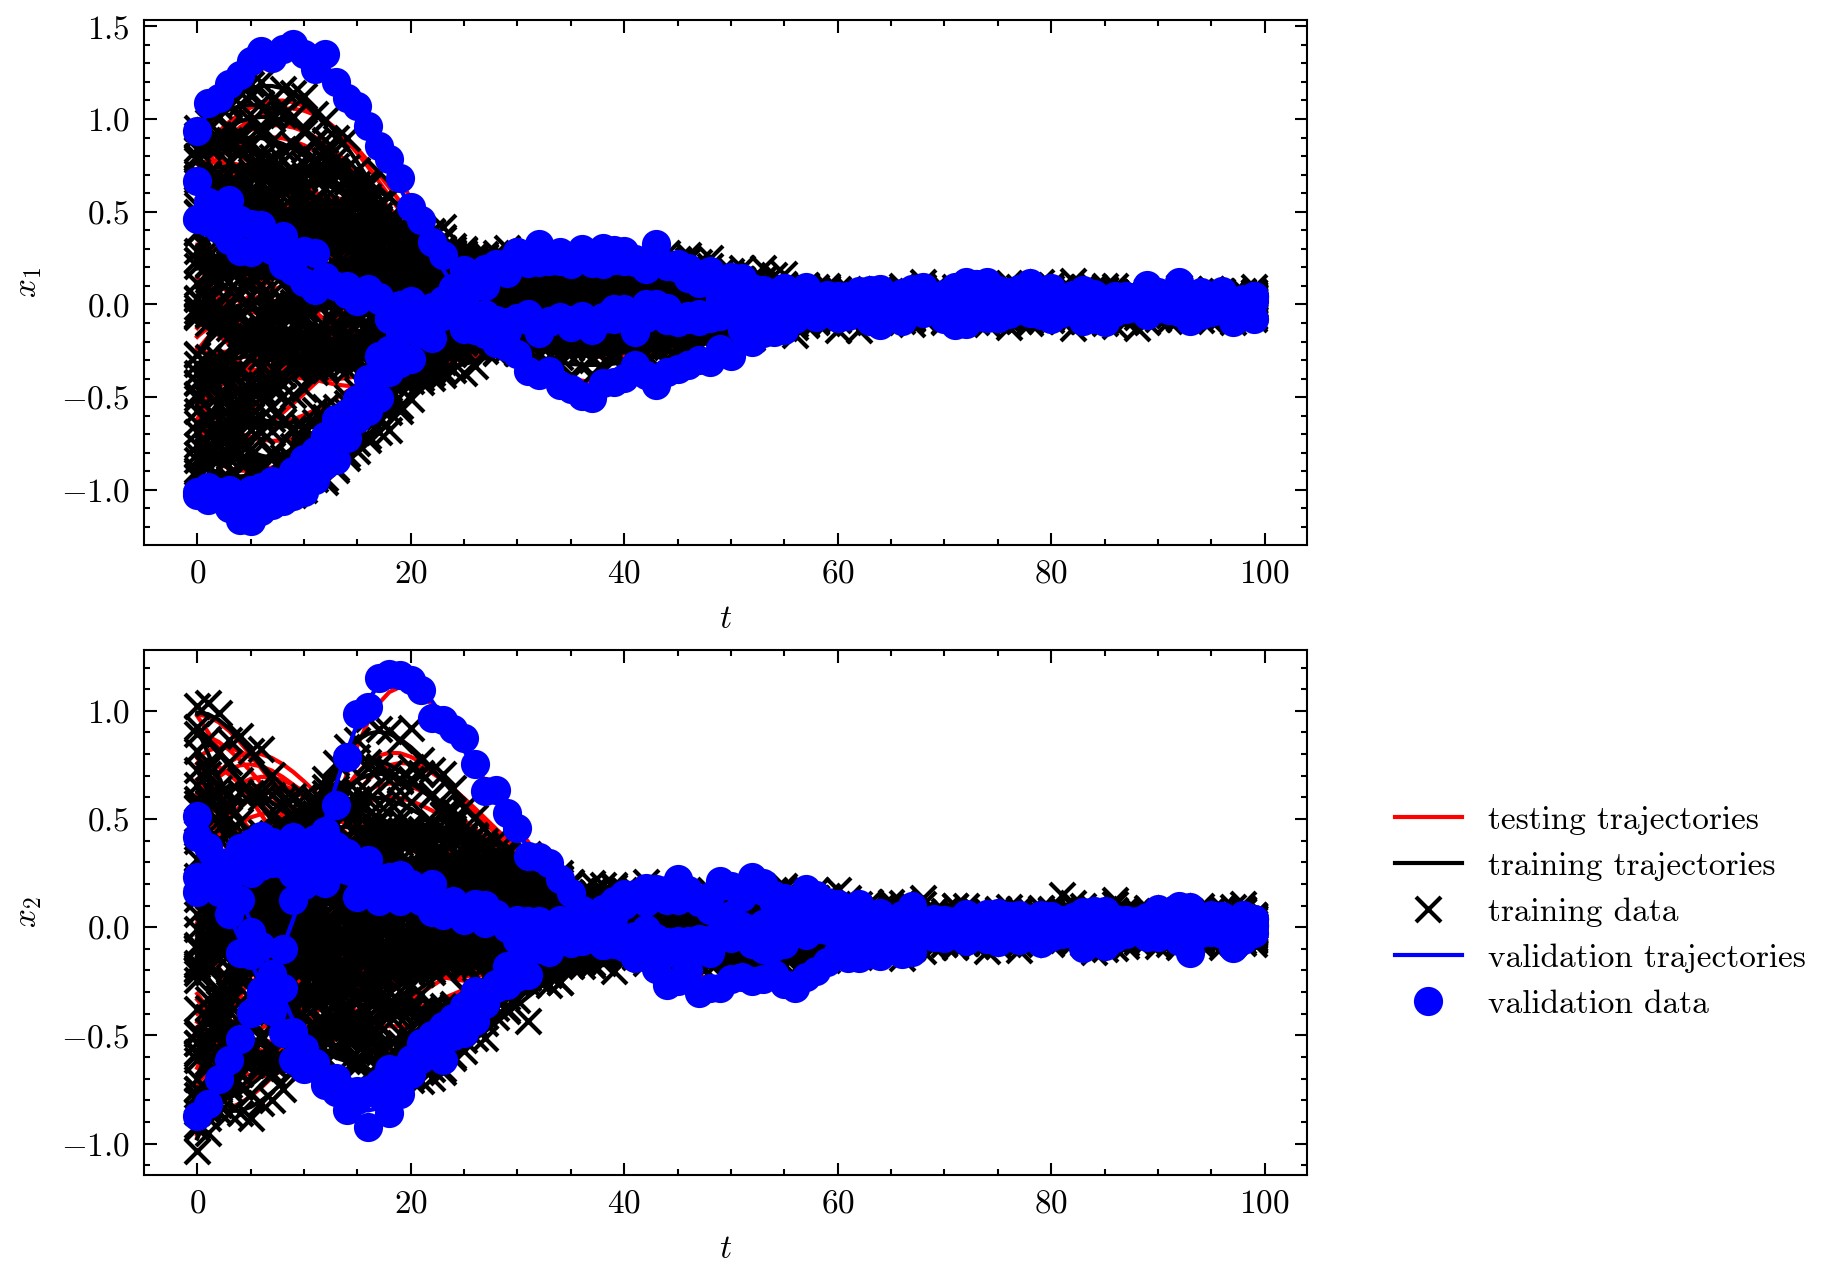 1.5
1.0
0.5
0.0
−0.5
−1.0
x1
0 20 40 60 80 100
t
1.0
0.5
0.0
−0.5
−1.0
x2
0 20 40 60 80 100
t
testing trajectories
training trajectories
training data
validation trajectories
validation data